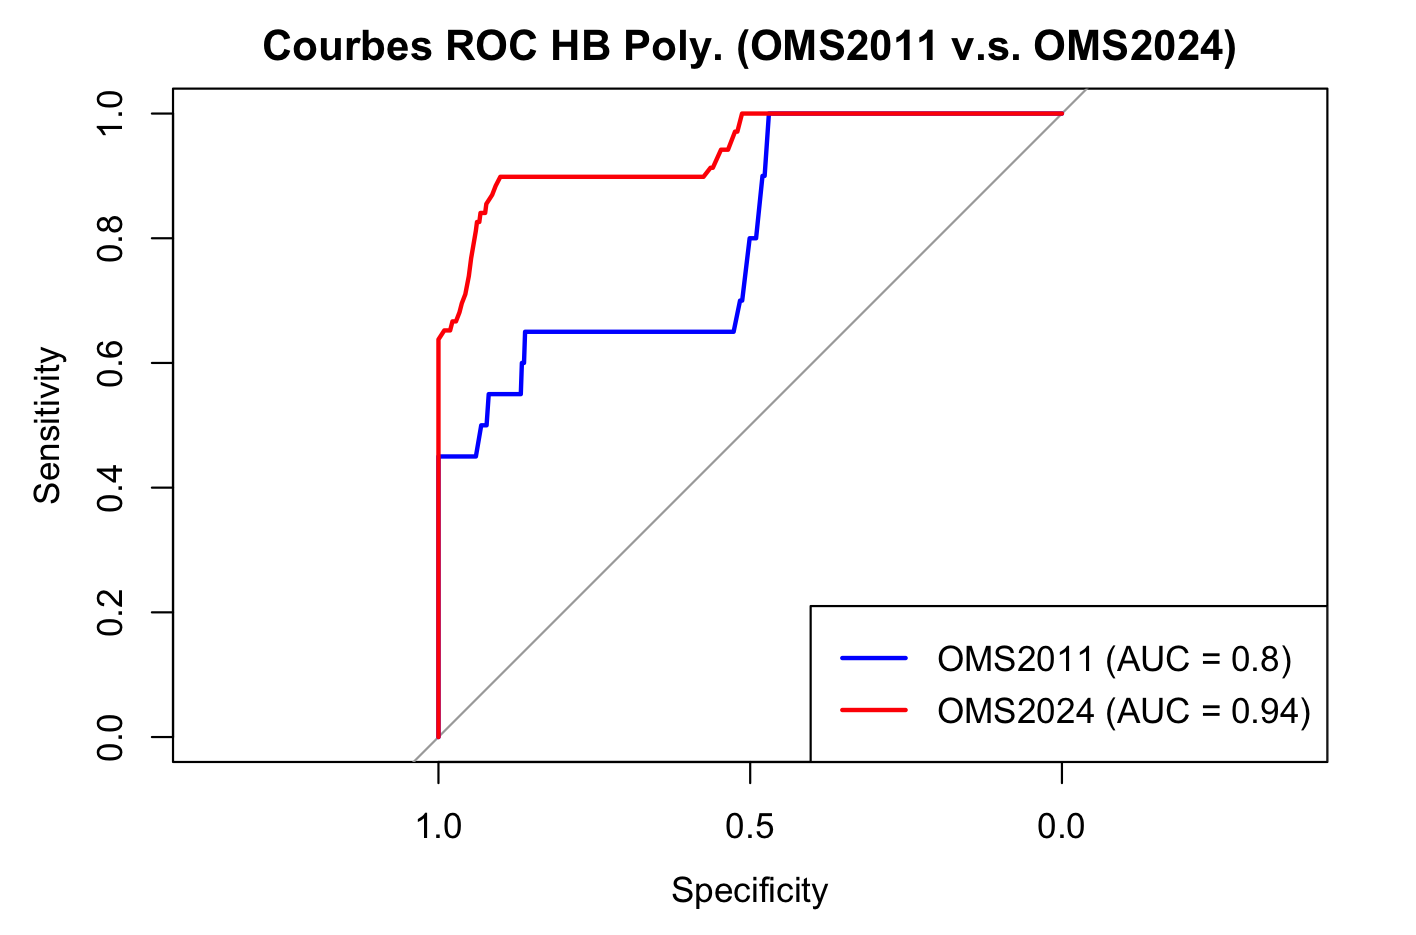 Courbes ROC HB Poly. (OMS2011 v.s. OMS2024)
1.0
0.8
0.6
0.4
0.2
0.0
Sensitivity
OMS2011 (AUC = 0.8)
OMS2024 (AUC = 0.94)
1.0 0.5 0.0
Specificity